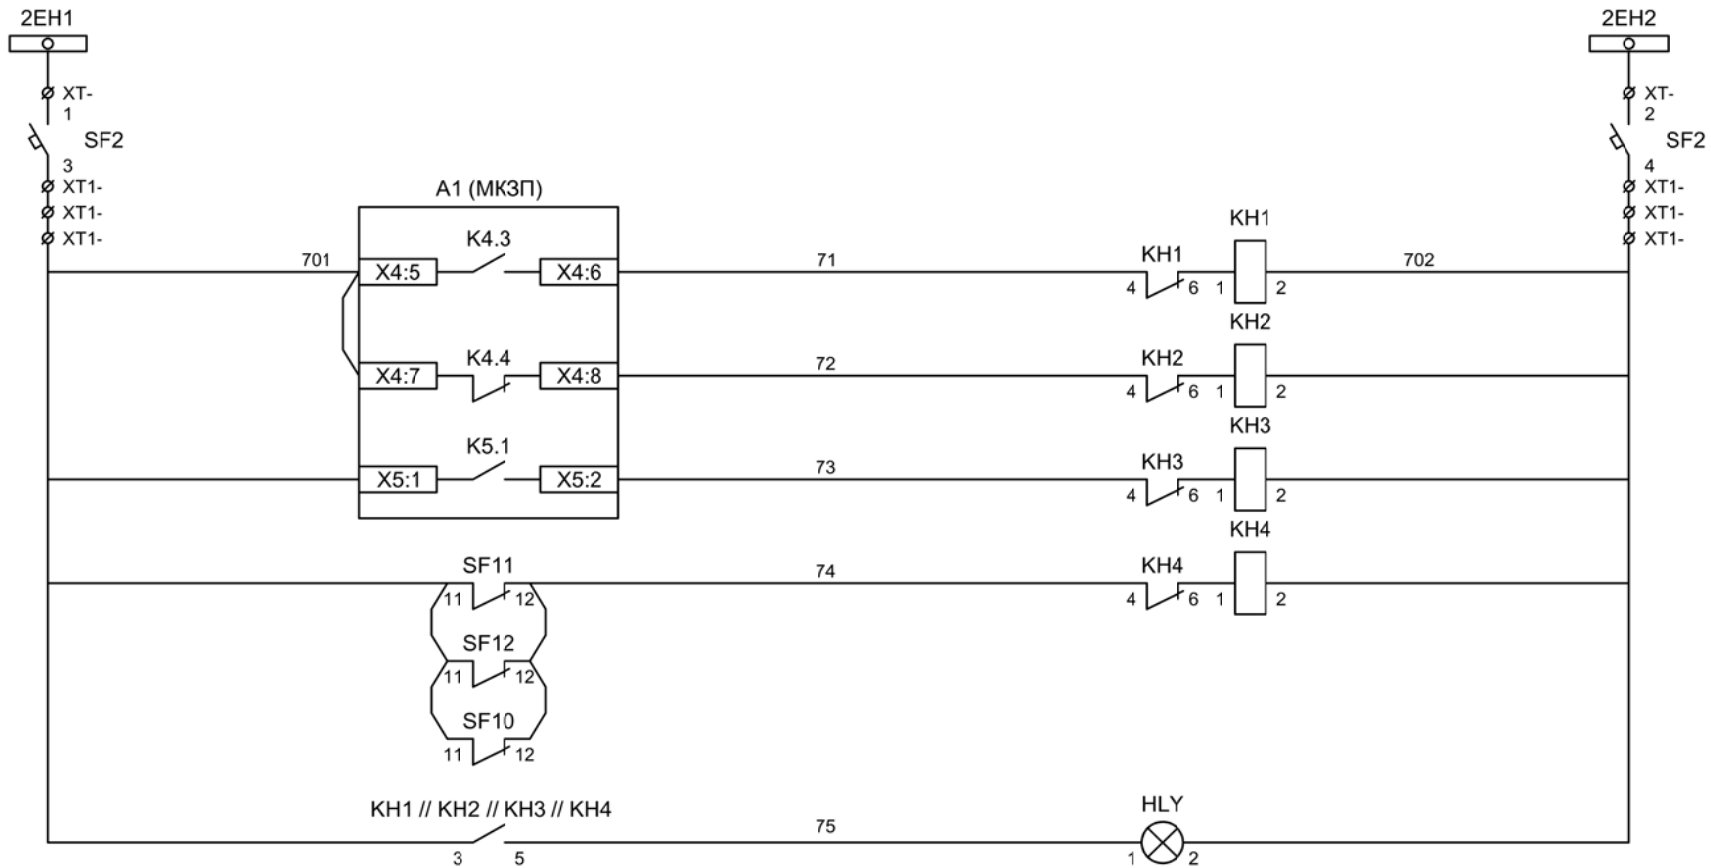 2EH1
2EH2
XT-
XT-
1
2
SF2
SF2
3
4
XT1-
XT1-
A1 (МКЗП)
XT1-
XT1-
KH1
XT1-
K4.3
XT1-
701
71
KH1
702
X4:5
X4:6
4
6
1
2
KH2
K4.4
72
KH2
X4:7
X4:8
4
6
1
2
KH3
K5.1
73
KH3
X5:1
X5:2
4
6
1
2
KH4
SF11
74
KH4
11
12
4
6
1
2
SF12
11
12
SF10
11
12
KH1 // KH2 // KH3 // KH4
75
HLY
3
5
1
2